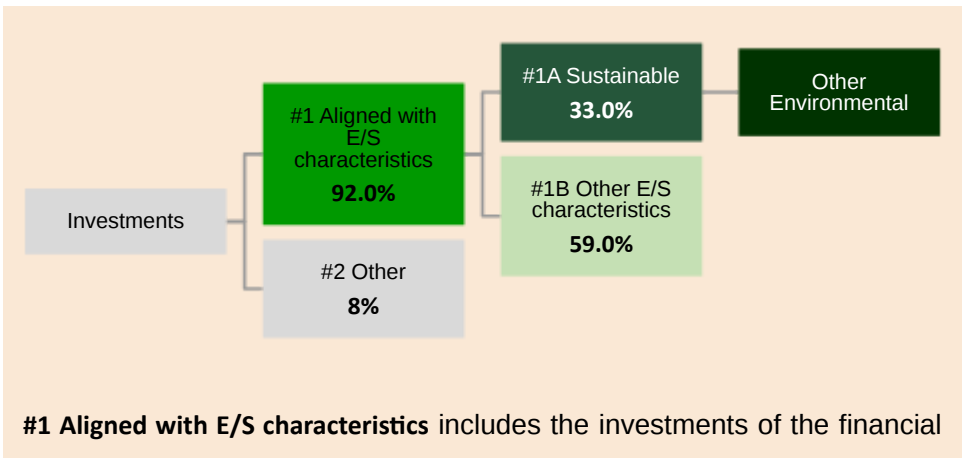 #1A Sustainable
33.0%
Other
Environmental
#1 Aligned with
E/S
characteristics
92.0%
#1B Other E/S
characteristics
59.0%
Investments
#2 Other
8%
#1 Aligned with E/S characteristics includes the investments of the financial